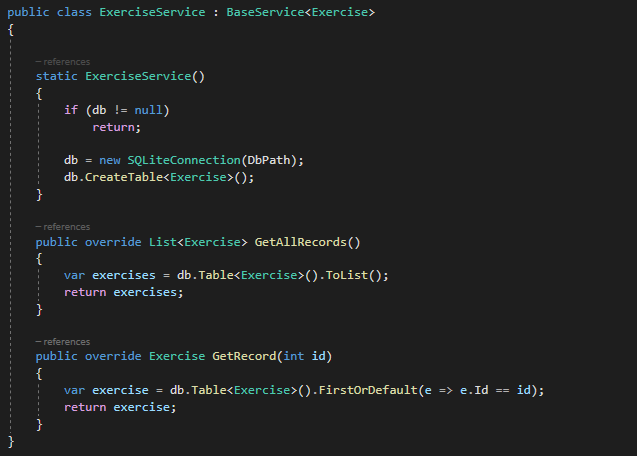 public class ExerciseService : BaseService<Exercise>
{
– references
static ExerciseService()
{
if (db != null)
return;
db = new SQLiteConnection(DbPath);
db.CreateTable<Exercise>();
}
– references
public override List<Exercise> GetAllRecords()
{
var exercises = db.Table<Exercise>().ToList();
return exercises;
}
– references
public override Exercise GetRecord(int id)
{
var exercise = db.Table<Exercise>().FirstOrDefault(e => e.Id == id);
return exercise;
}
}